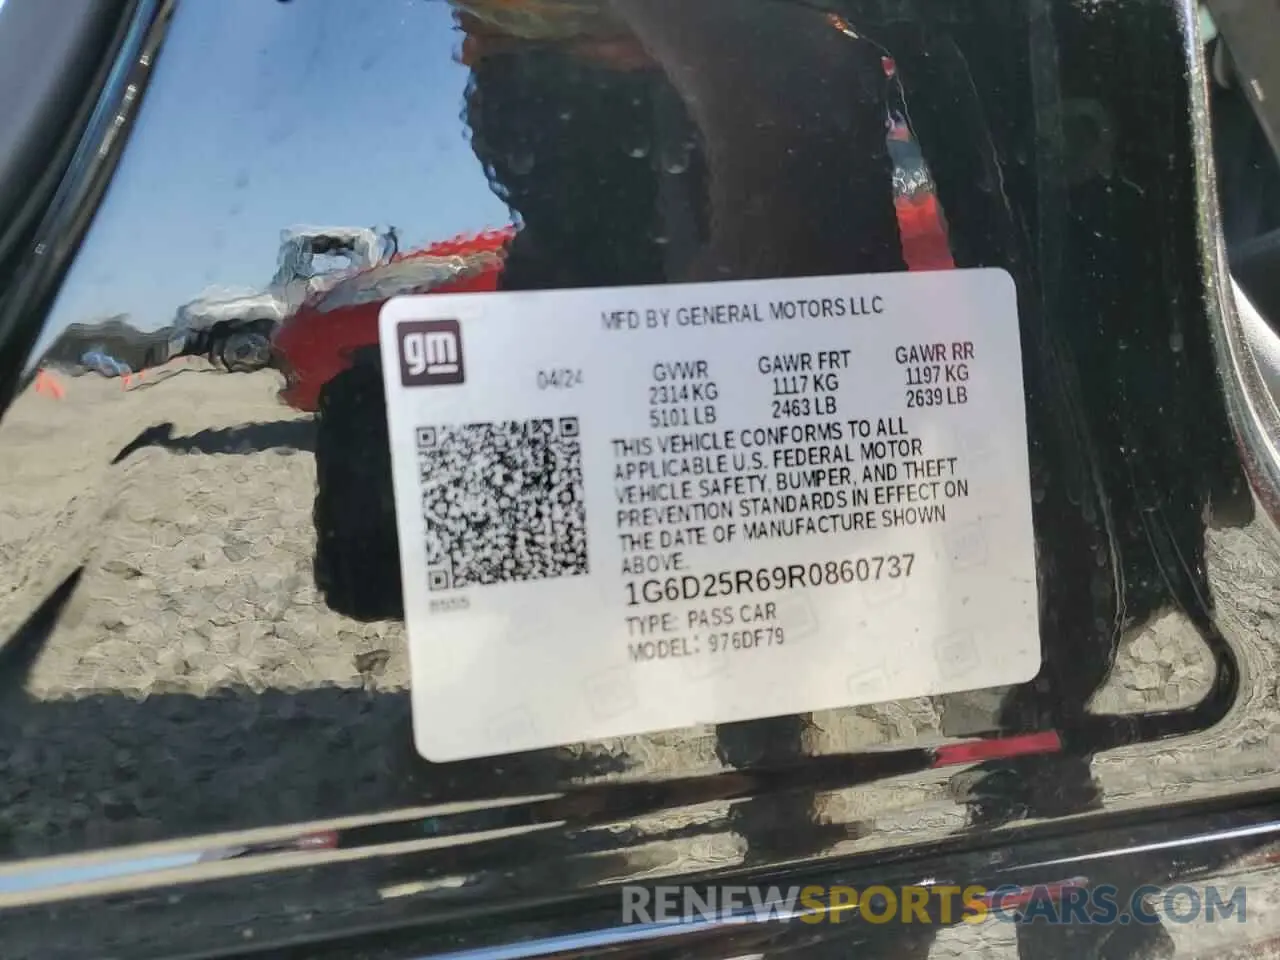 MFD BY GENERAL MOTORS LLC
gm
04/24
GVWR GAWR FRT GAWR RR
2314 KG 1117 KG 1197 KG
5101 LB 2463 LB 2639 LB
THIS VEHICLE CONFORMS TO ALL
APPLICABLE U.S. FEDERAL MOTOR
VEHICLE SAFETY, BUMPER, AND THEFT
PREVENTION STANDARDS IN EFFECT ON
THE DATE OF MANUFACTURE SHOWN
ABOVE.
1G6D25R69R0860737
TYPE: PASS CAR
MODEL: 976DF79
RENEWSPORTSCARS.COM